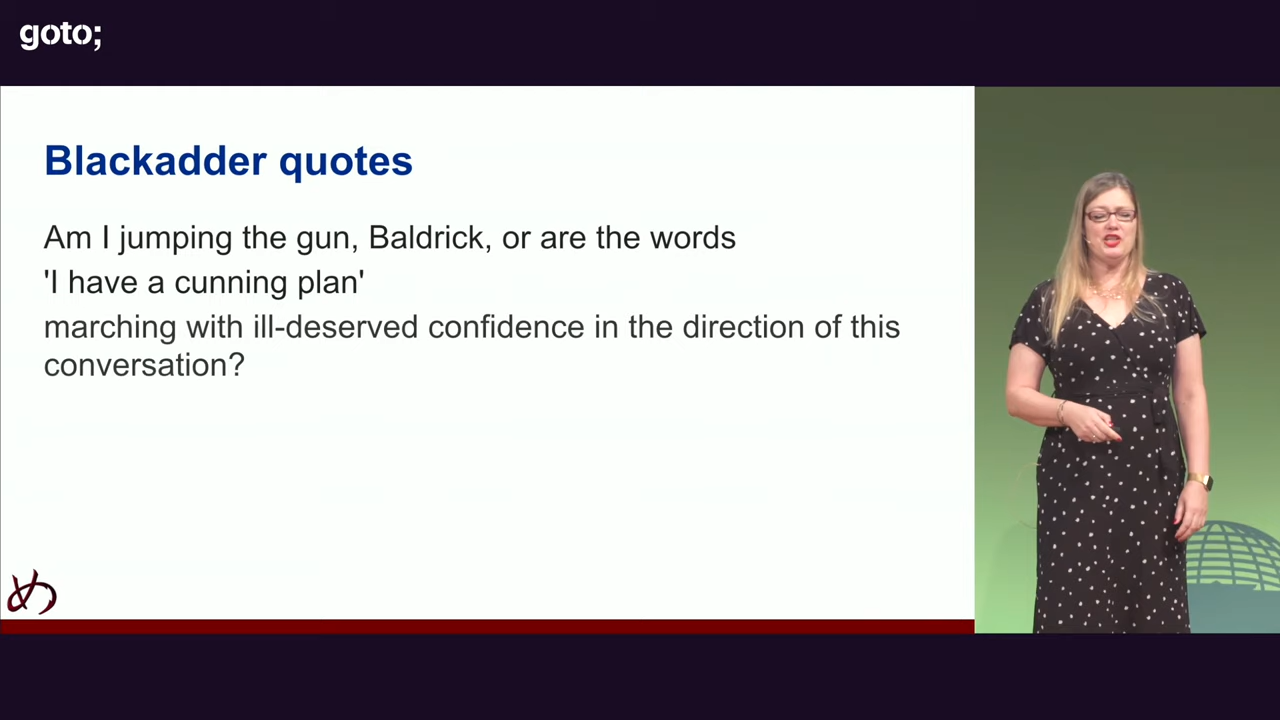 goto;
Blackadder quotes
Am I jumping the gun, Baldrick, or are the words
'I have a cunning plan'
marching with ill-deserved confidence in the direction of this
conversation?
め